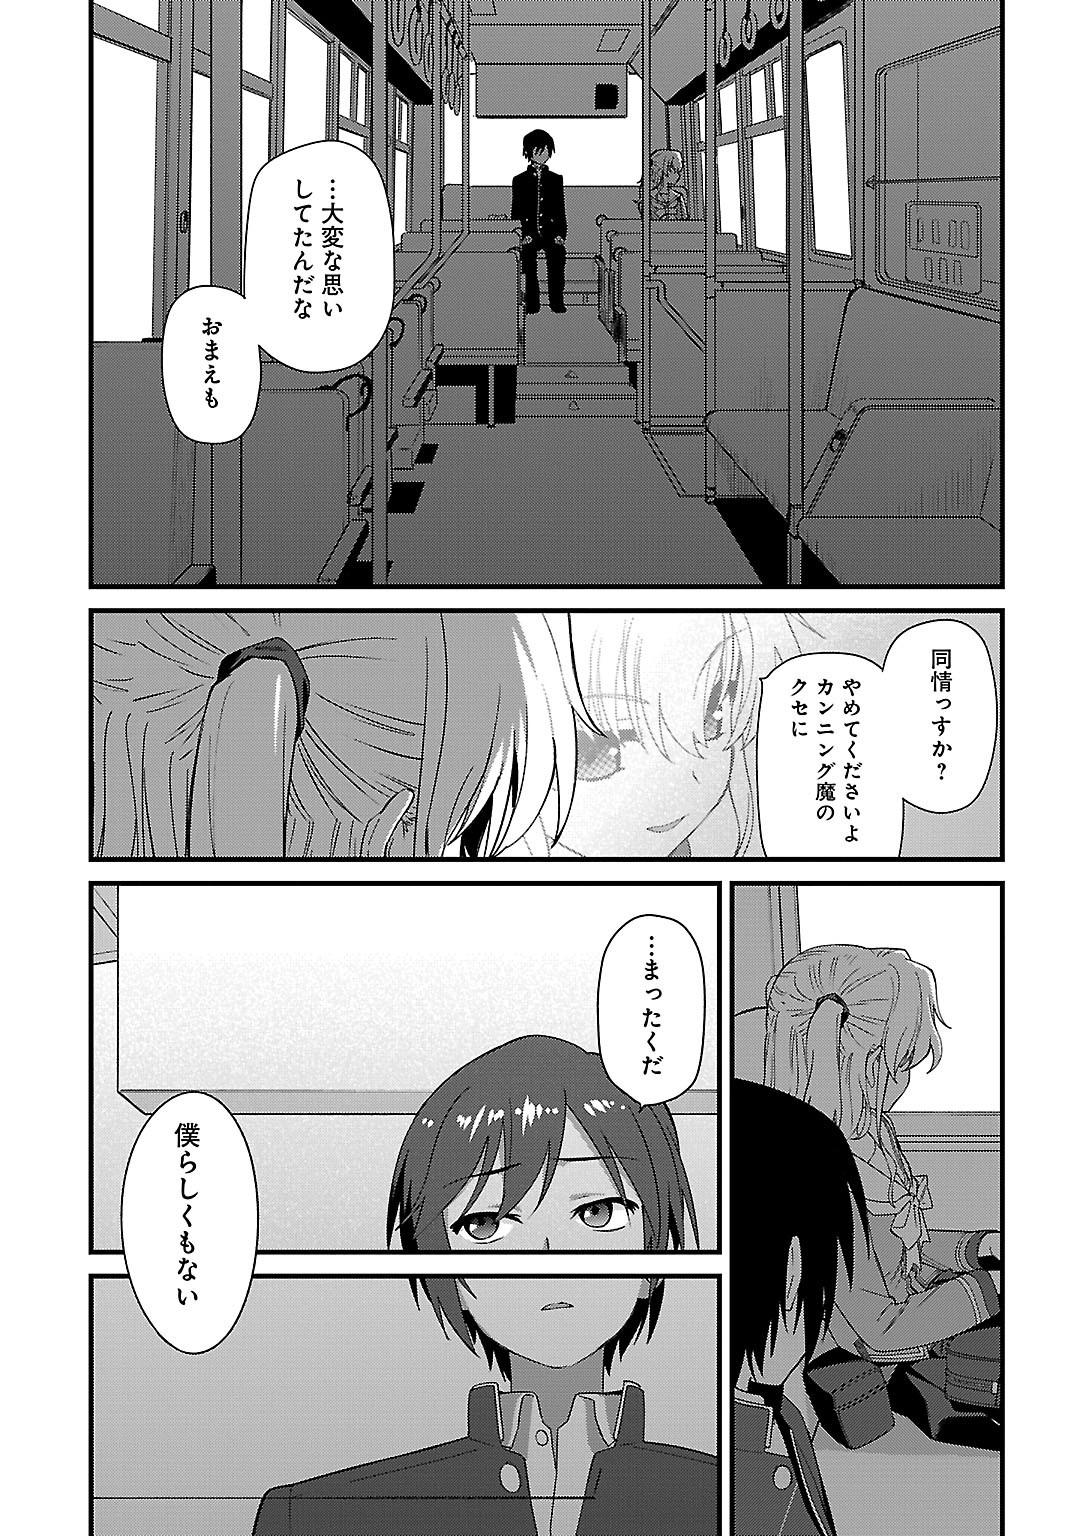 …大変な思い
してたんだな
おまえも
同情っすか？
やめてくださいよ
カンニング魔の
クセに
…まったくだ
僕らしくもない